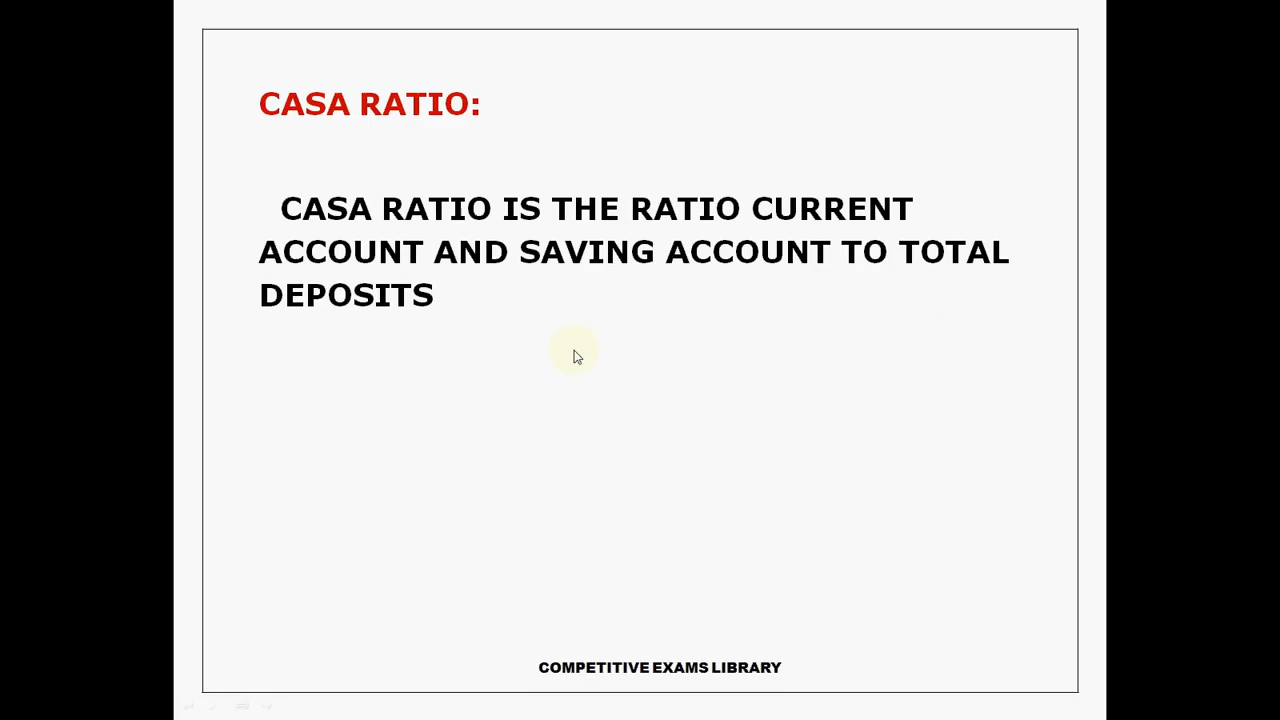 CASA RATIO:
CASA RATIO IS THE RATIO CURRENT
ACCOUNT AND SAVING ACCOUNT TO TOTAL
DEPOSITS
COMPETITIVE EXAMS LIBRARY